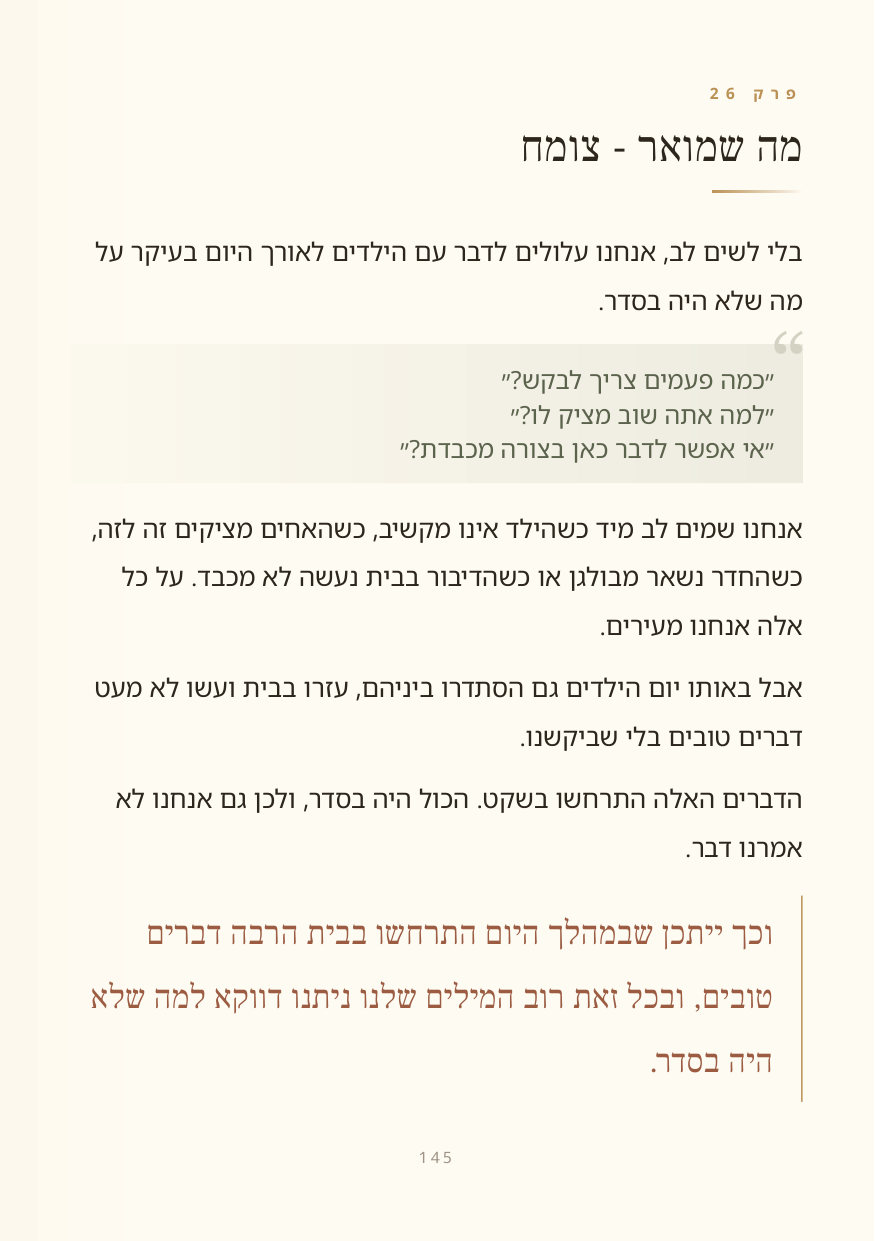 פרק 26
מה שמואר - צומח
בלי לשים לב, אנחנו עלולים לדבר עם הילדים לאורך היום בעיקר על
מה שלא היה בסדר.
“
״כמה פעמים צריך לבקש?״
״למה אתה שוב מציק לו?״
״אי אפשר לדבר כאן בצורה מכבדת?״
אנחנו שמים לב מיד כשהילד אינו מקשיב, כשהאחים מציקים זה לזה,
כשהחדר נשאר מבולגן או כשהדיבור בבית נעשה לא מכבד. על כל
אלה אנחנו מעירים.
אבל באותו יום הילדים גם הסתדרו ביניהם, עזרו בבית ועשו לא מעט
דברים טובים בלי שביקשנו.
הדברים האלה התרחשו בשקט. הכול היה בסדר, ולכן גם אנחנו לא
אמרנו דבר.
וכך ייתכן שבמהלך היום התרחשו בבית הרבה דברים
טובים, ובכל זאת רוב המילים שלנו ניתנו דווקא למה שלא
היה בסדר.
145